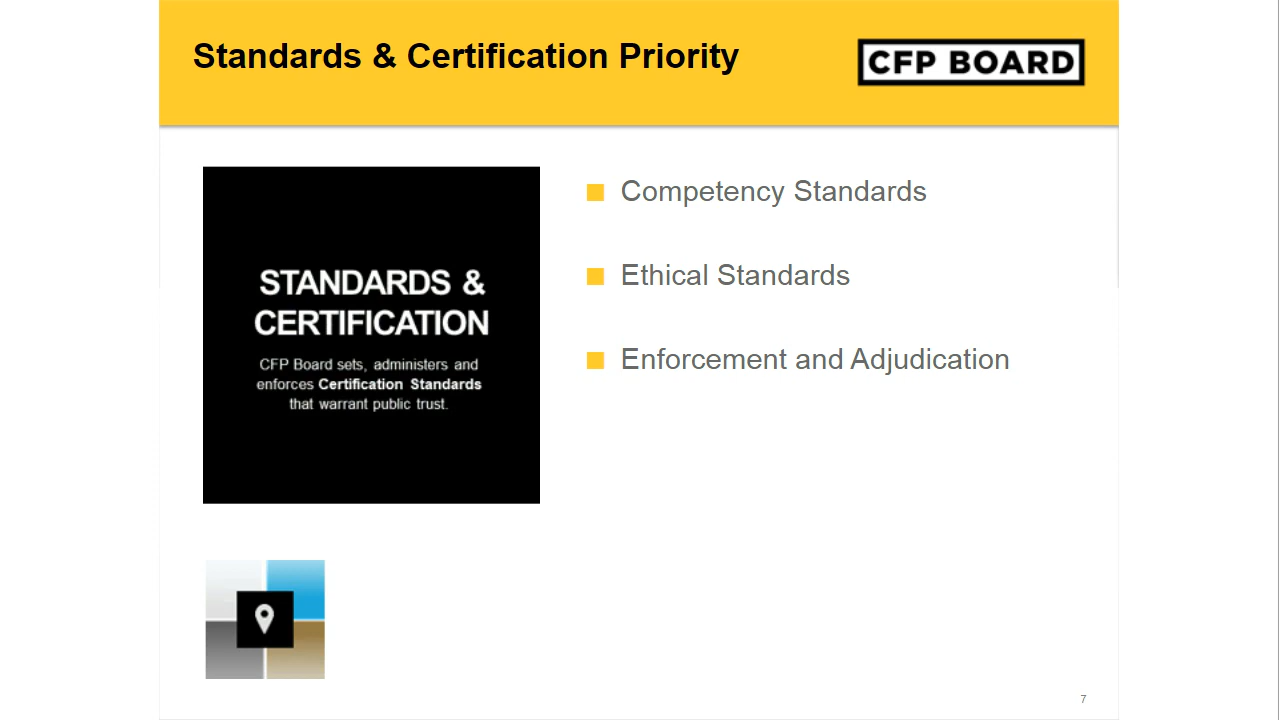 Standards & Certification Priority
CFP BOARD
STANDARDS &
CERTIFICATION
CFP Board sets, administers and
enforces Certification Standards
that warrant public trust.
Competency Standards
Ethical Standards
Enforcement and Adjudication
7